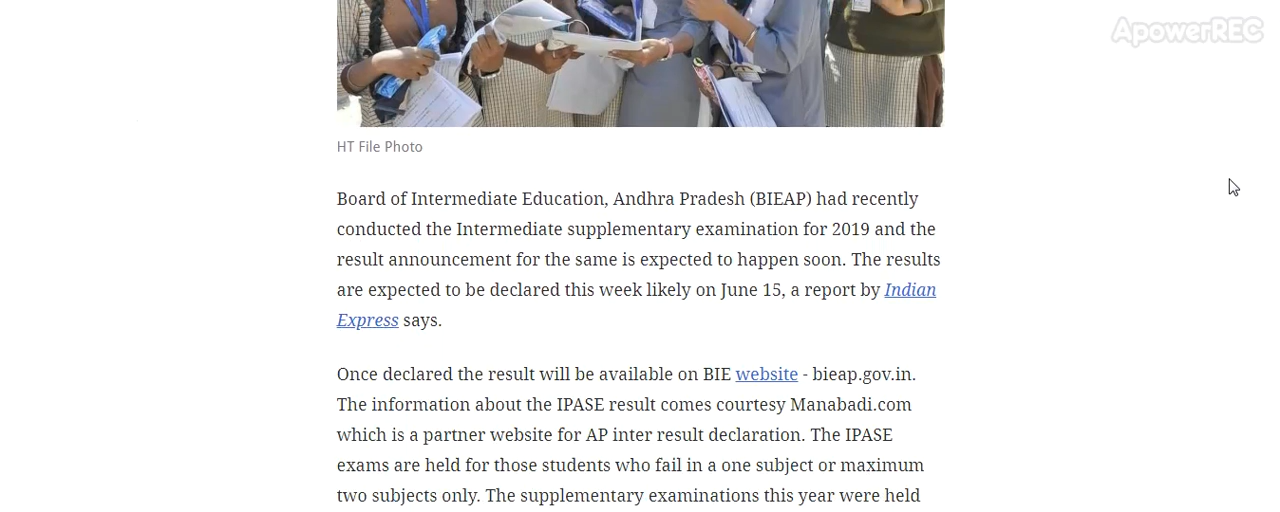 ApowerREC
HT File Photo
Board of Intermediate Education, Andhra Pradesh (BIEAP) had recently
conducted the Intermediate supplementary examination for 2019 and the
result announcement for the same is expected to happen soon. The results
are expected to be declared this week likely on June 15, a report by Indian
Express says.
Once declared the result will be available on BIE website - bieap.gov.in.
The information about the IPASE result comes courtesy Manabadi.com
which is a partner website for AP inter result declaration. The IPASE
exams are held for those students who fail in a one subject or maximum
two subjects only. The supplementary examinations this year were held